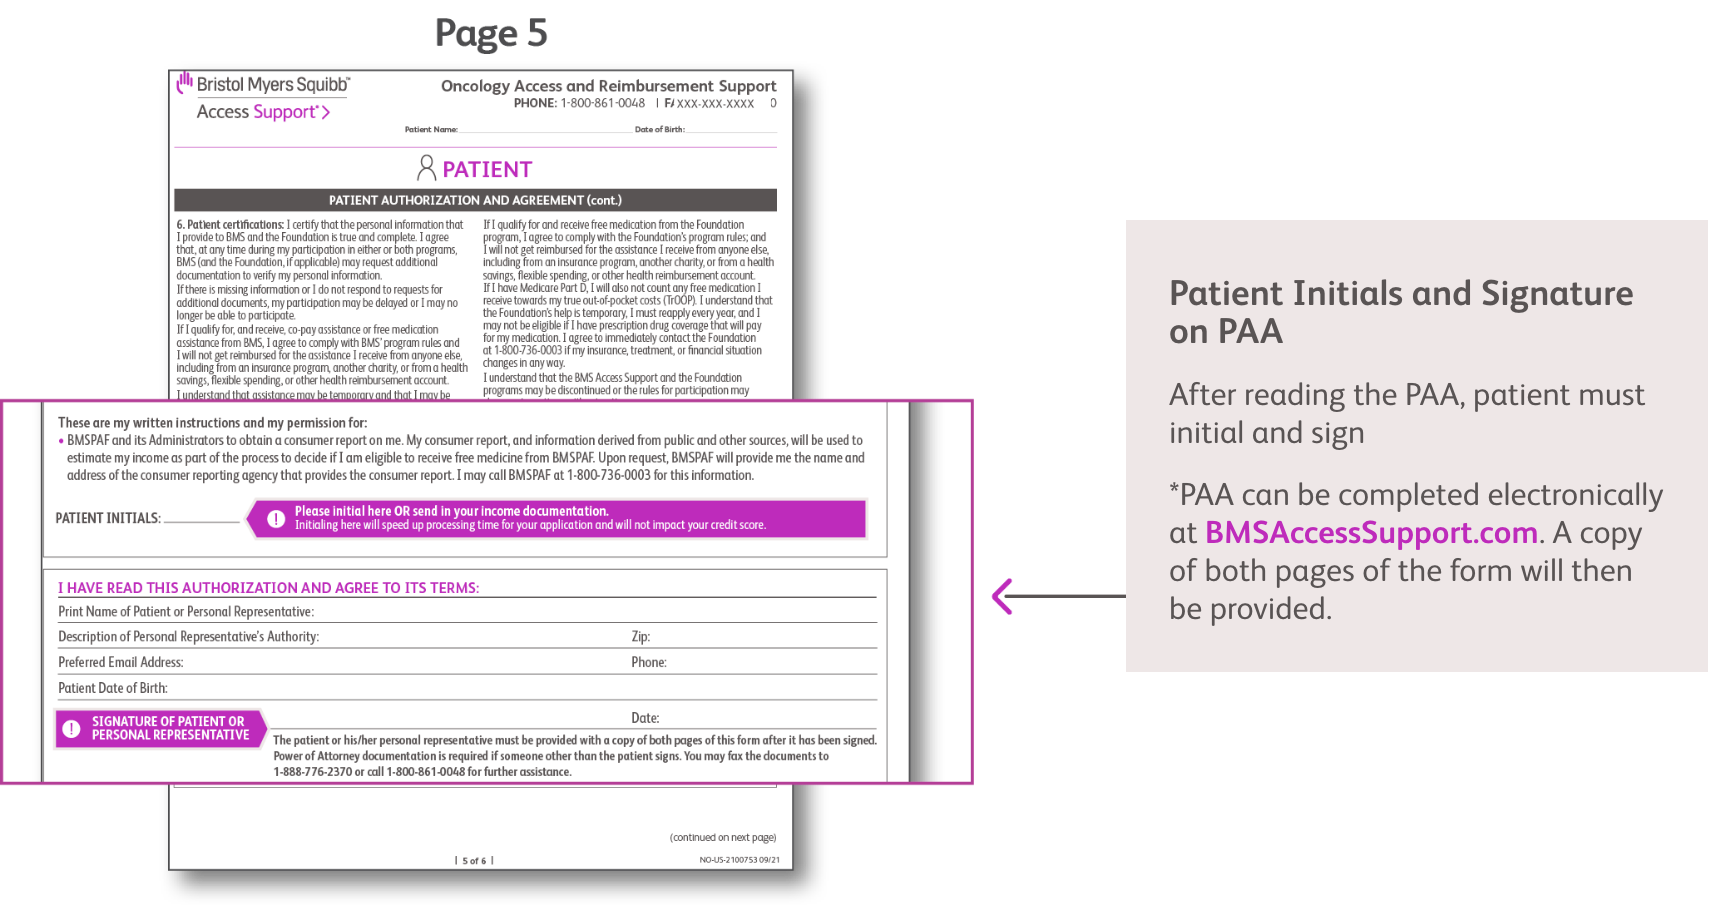 Page 5
Bristol Myers Squibb™
Access Support*
Oncology Access and Reimbursement Support
PHONE: 1-800-861-0048 | FA XXX-XXX-XXXX 0
Patient Name: Date of Birth:
PATIENT
PATIENT AUTHORIZATION AND AGREEMENT (cont.)
6. Patient certifications: I certify that the personal information that
I provide to BMS and the Foundation is true and complete. I agree
that, at any time during my participation in either or both programs,
BMS (and the Foundation, if applicable) may request additional
documentation to verify my personal information.
If there is missing information or I do not respond to requests for
additional documents, my participation may be delayed or I may no
longer be able to participate.
If I qualify for, and receive, co-pay assistance or free medication
assistance from BMS, I agree to comply with BMS' program rules and
I will not get reimbursed for the assistance I receive from anyone else,
including from an insurance program, another charity, or from a health
savings, flexible spending, or other health reimbursement account.
I understand that assistance may be temporary and that I may be
If I qualify for and receive free medication from the Foundation
program, I agree to comply with the Foundation's program rules; and
I will not get reimbursed for the assistance I receive from anyone else,
including from an insurance program, another charity, or from a health
savings, flexible spending, or other health reimbursement account.
If I have Medicare Part D, I will also not count any free medication I
receive towards my true out-of-pocket costs (TrOOP). I understand that
the Foundation's help is temporary, I must reapply every year, and I
may not be eligible if I have prescription drug coverage that will pay
for my medication. I agree to immediately contact the Foundation
at 1-800-736-0003 if my insurance, treatment, or financial situation
changes in any way.
I understand that the BMS Access Support and the Foundation
programs may be discontinued or the rules for participation may
These are my written instructions and my permission for:
• BMSPAF and its Administrators to obtain a consumer report on me. My consumer report, and information derived from public and other sources, will be used to
estimate my income as part of the process to decide if I am eligible to receive free medicine from BMSPAF. Upon request, BMSPAF will provide me the name and
address of the consumer reporting agency that provides the consumer report. I may call BMSPAF at 1-800-736-0003 for this information.
PATIENT INITIALS:
! Please initial here OR send in your income documentation.
Initialing here will speed up processing time for your application and will not impact your credit score.
I HAVE READ THIS AUTHORIZATION AND AGREE TO ITS TERMS:
Print Name of Patient or Personal Representative:
Description of Personal Representative's Authority: Zip:
Preferred Email Address: Phone:
Patient Date of Birth:
! SIGNATURE OF PATIENT OR
PERSONAL REPRESENTATIVE
Date:
The patient or his/her personal representative must be provided with a copy of both pages of this form after it has been signed.
Power of Attorney documentation is required if someone other than the patient signs. You may fax the documents to
1-888-776-2370 or call 1-800-861-0048 for further assistance.
(continued on next page)
| 5 of 6 |
NO-US-2100753 09/21
Patient Initials and Signature
on PAA
After reading the PAA, patient must
initial and sign
*PAA can be completed electronically
at BMSAccessSupport.com. A copy
of both pages of the form will then
be provided.